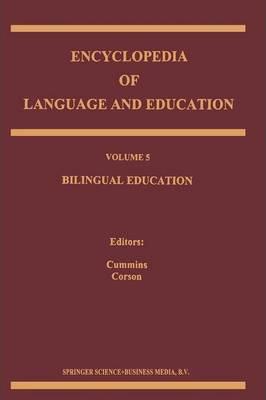 ENCYCLOPEDIA
OF
LANGUAGE AND EDUCATION
VOLUME 5
BILINGUAL EDUCATION
Editors:
Cummins
Corson
SPRINGER SCIENCE+BUSINESS MEDIA, B.V.